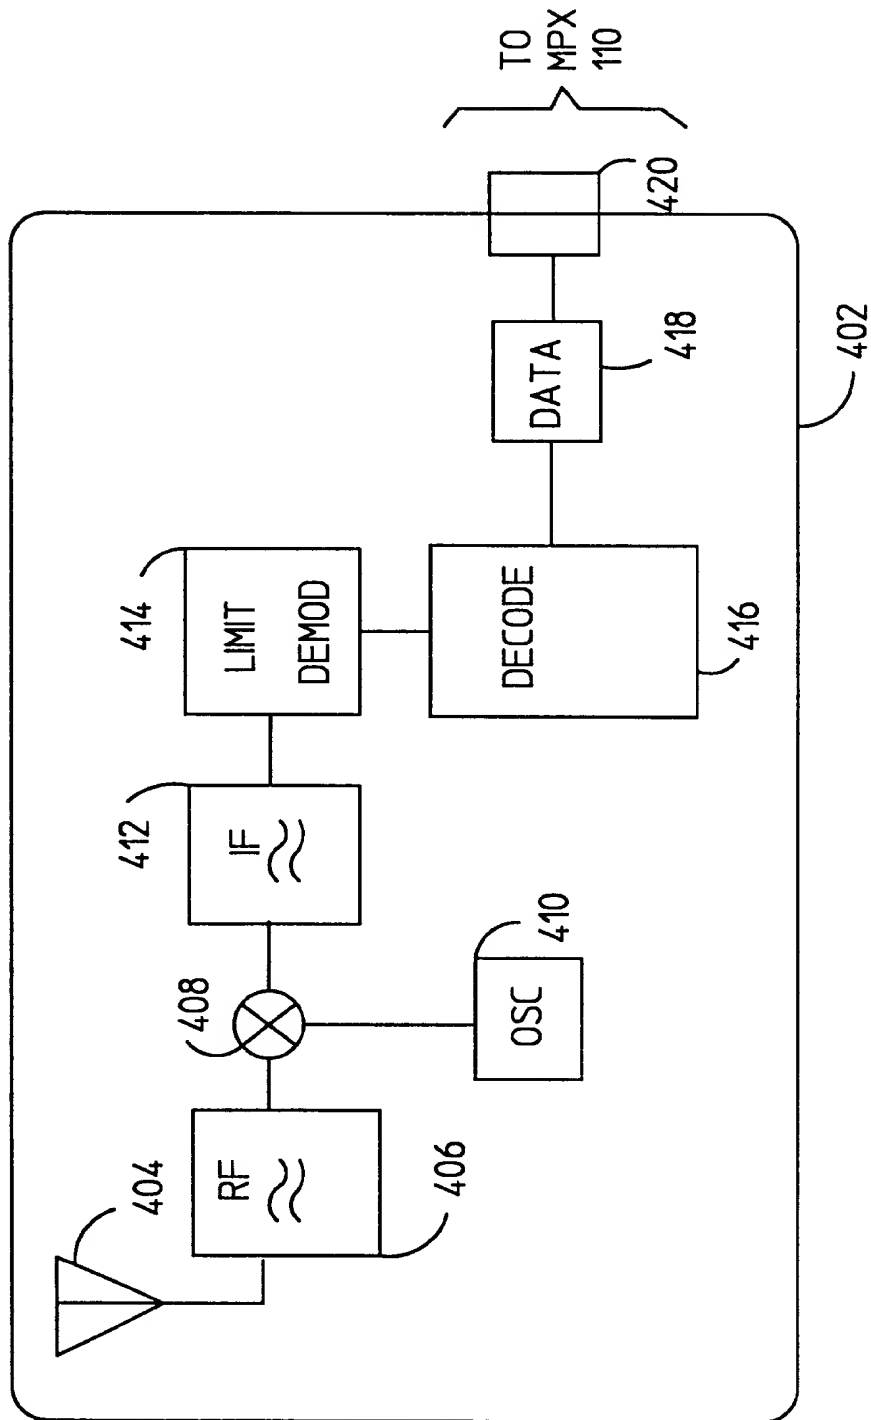 404
RF
406
408
OSC
410
IF
412
LIMIT
DEMOD
414
DECODE
416
DATA
418
420
402
TO
MPX
110